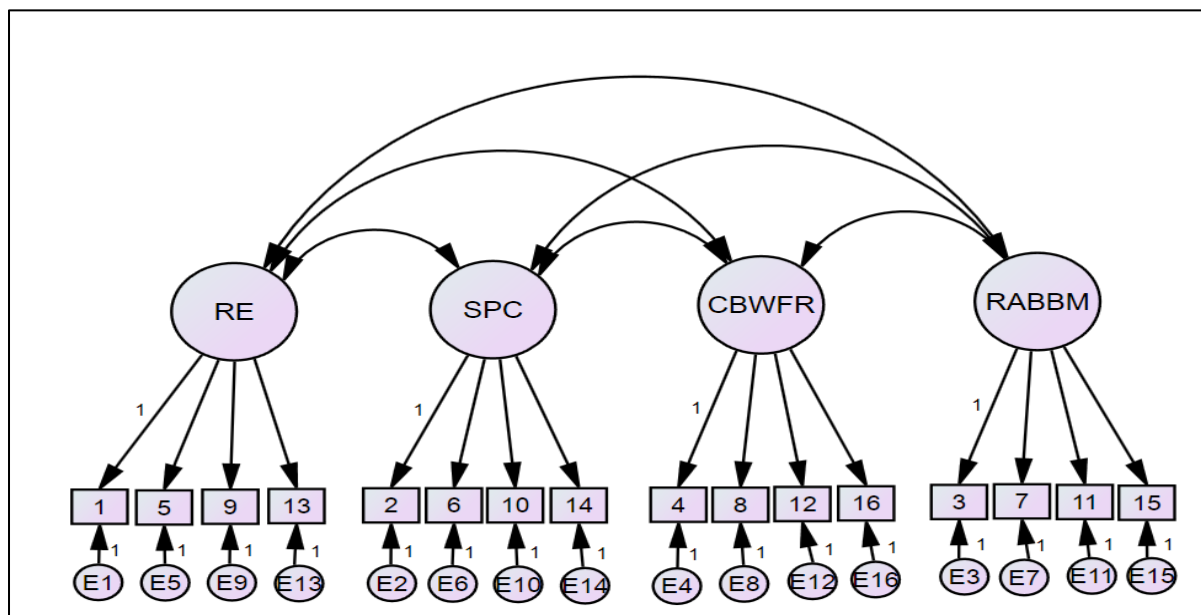 RE SPC CBWFR RABBM
1 1 1 1
1 5 9 13 2 6 10 14 4 8 12 16 3 7 11 15
1 1 1 1 1 1 1 1 1 1 1 1 1 1 1 1
E1 E5 E9 E13 E2 E6 E10 E14 E4 E8 E12 E16 E3 E7 E11 E15